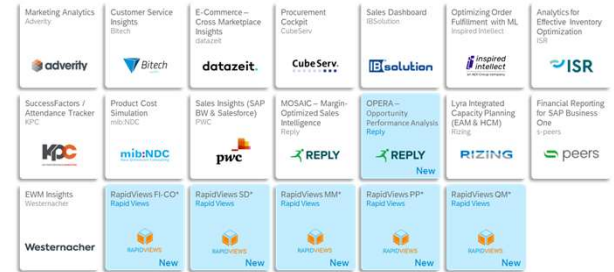 Marketing Analytics
Adverity
adverity
Customer Service
Insights
Bitech
Bitech
E-Commerce –
Cross Marketplace
Insights
datazeit
datazeit.
Procurement
Cockpit
CubeServ
CubeServ.
Sales Dashboard
IBSolution
IBsolution
Optimizing Order
Fulfillment with ML
Inspired Intellect
inspired
intellect
Analytics for
Effective Inventory
Optimization
ISR
ISR
SuccessFactors /
Attendance Tracker
KPC
KPC
Product Cost
Simulation
mib:NDC
mib:NDC
Sales Insights (SAP
BW & Salesforce)
PWC
pwc
MOSAIC – Margin-
Optimized Sales
Intelligence
Reply
REPLY
OPERA –
Opportunity
Performance Analysis
Reply
REPLY
New
Lyra Integrated
Capacity Planning
(EAM & HCM)
Rizing
RIZING
Financial Reporting
for SAP Business
One
s-peers
peers
EWM Insights
Westernacher
Westernacher
RapidViews FI-CO*
Rapid Views
RAPIDVIEWS
New
RapidViews SD*
Rapid Views
RAPIDVIEWS
New
RapidViews MM*
Rapid Views
RAPIDVIEWS
New
RapidViews PP*
Rapid Views
RAPIDVIEWS
New
RapidViews QM*
Rapid Views
RAPIDVIEWS
New